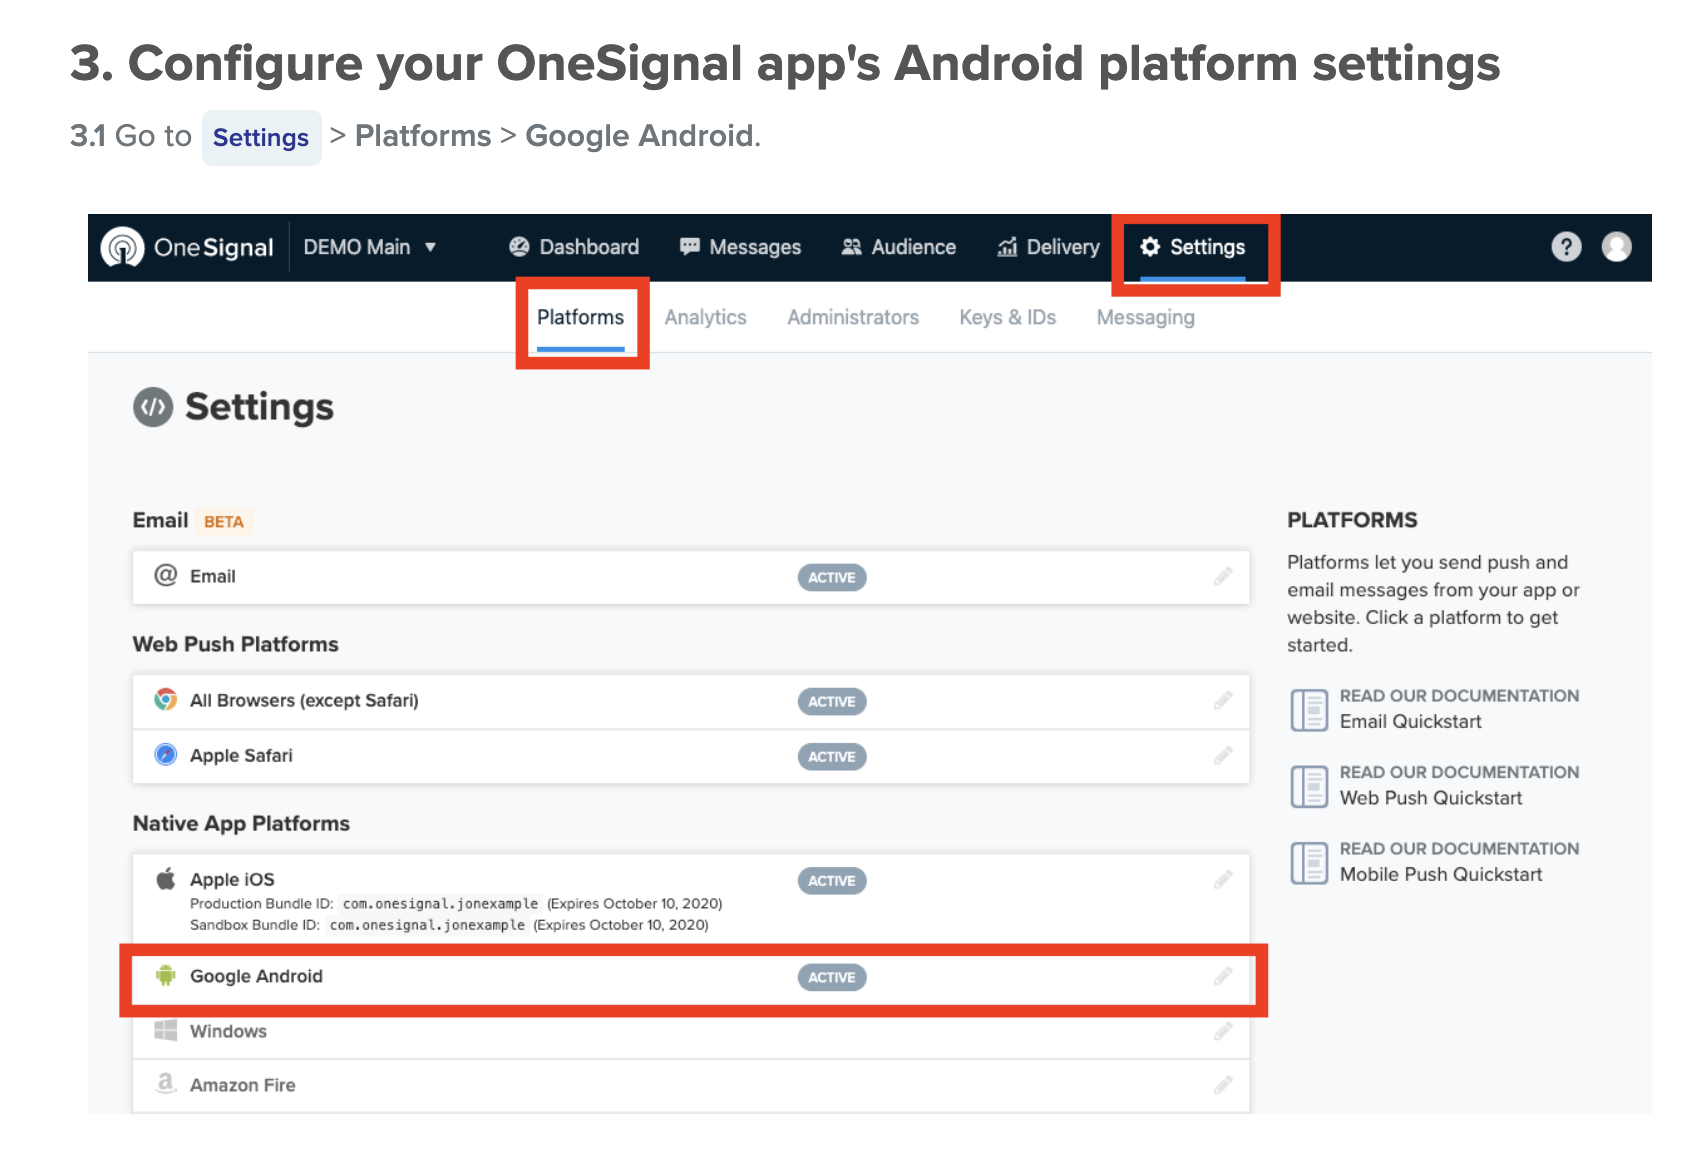 3. Configure your OneSignal app's Android platform settings
3.1 Go to Settings > Platforms > Google Android.
OneSignal DEMO Main ▼ Dashboard Messages Audience Delivery Settings ?
Platforms Analytics Administrators Keys & IDs Messaging
</> Settings
Email BETA
@ Email ACTIVE
Web Push Platforms
All Browsers (except Safari) ACTIVE
Apple Safari ACTIVE
Native App Platforms
Apple iOS ACTIVE
Production Bundle ID: com.onesignal.jonexample (Expires October 10, 2020)
Sandbox Bundle ID: com.onesignal.jonexample (Expires October 10, 2020)
Google Android ACTIVE
Windows
a Amazon Fire
PLATFORMS
Platforms let you send push and
email messages from your app or
website. Click a platform to get
started.
READ OUR DOCUMENTATION
Email Quickstart
READ OUR DOCUMENTATION
Web Push Quickstart
READ OUR DOCUMENTATION
Mobile Push Quickstart